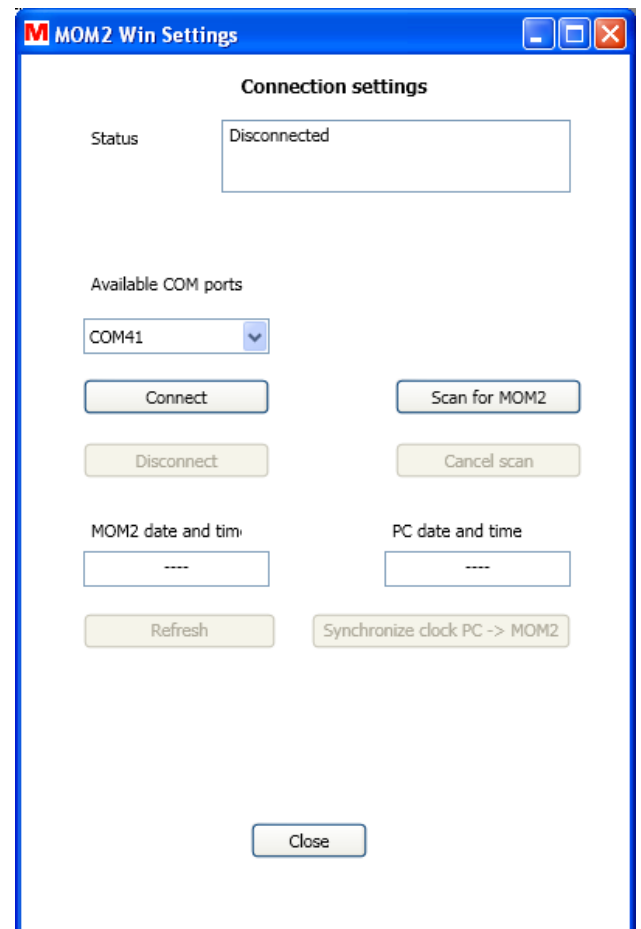 M MOM2 Win Settings
Connection settings
Status
Disconnected
Available COM ports
COM41
Connect
Scan for MOM2
Disconnect
Cancel scan
MOM2 date and tim
PC date and time
----
----
Refresh
Synchronize clock PC -> MOM2
Close